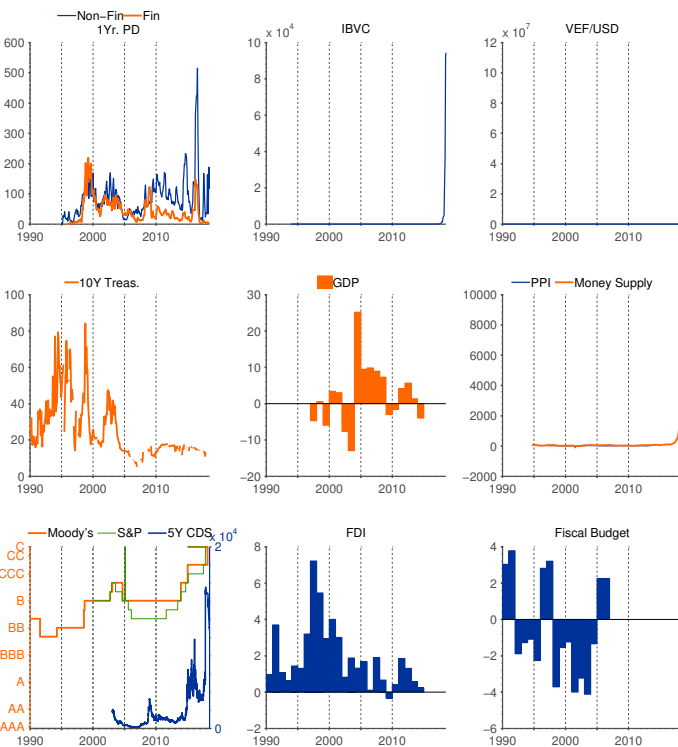 Non-Fin Fin
1Yr. PD
600
500
400
300
200
100
0
1990 2000 2010
IBVC
x 10^4
10
8
6
4
2
0
1990 2000 2010
VEF/USD
x 10^7
12
10
8
6
4
2
0
1990 2000 2010
10Y Treas.
100
80
60
40
20
0
1990 2000 2010
GDP
30
20
10
0
−10
−20
1990 2000 2010
PPI Money Supply
10000
8000
6000
4000
2000
0
−2000
1990 2000 2010
Moody's S&P 5Y CDS
x 10^4
C
CC
CCC
B
BB
BBB
A
AA
AAA
2
0
1990 2000 2010
FDI
8
6
4
2
0
−2
1990 2000 2010
Fiscal Budget
4
2
0
−2
−4
−6
1990 2000 2010